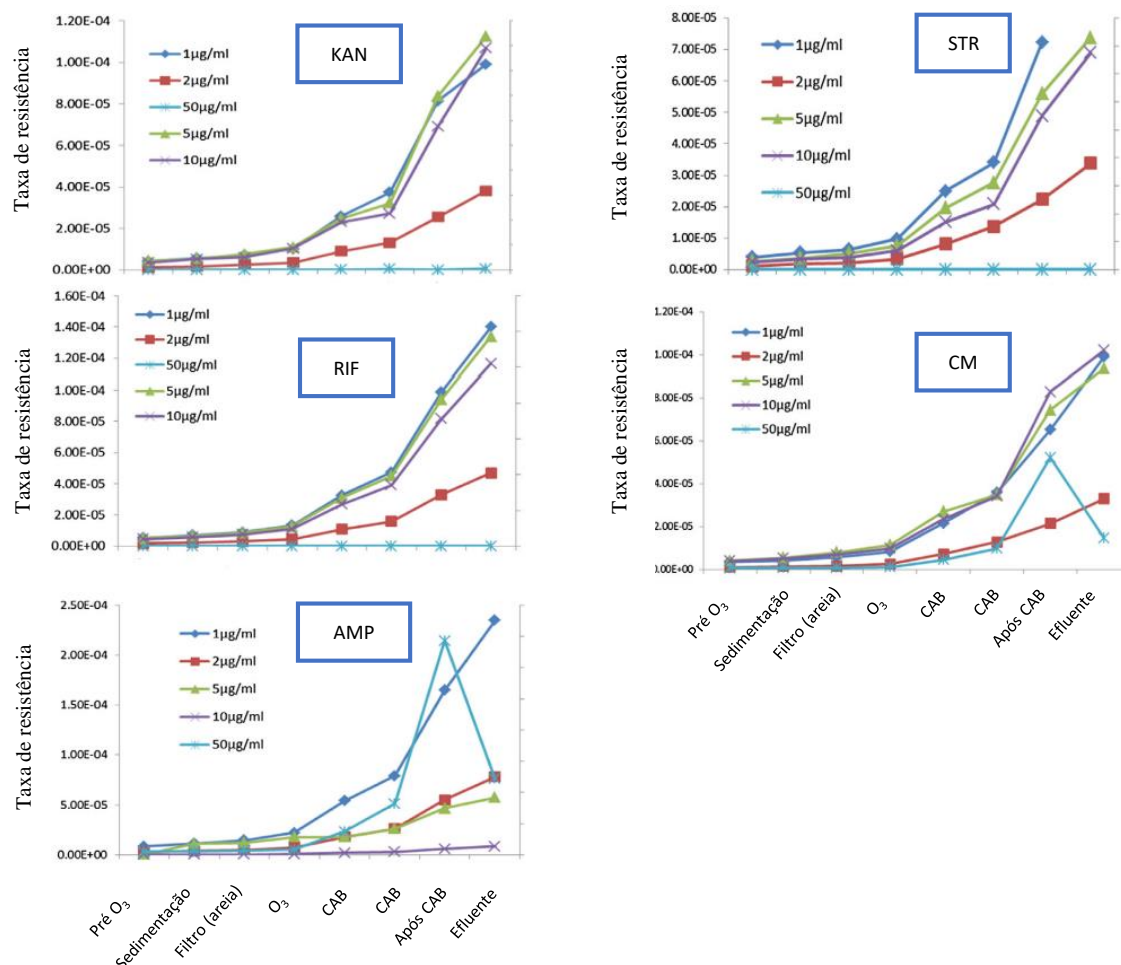 KAN
Taxa de resistência
1.20E-04
1.00E-04
8.00E-05
6.00E-05
4.00E-05
2.00E-05
0.00E+00
1µg/ml
2µg/ml
50µg/ml
5µg/ml
10µg/ml
STR
Taxa de resistência
8.00E-05
7.00E-05
6.00E-05
5.00E-05
4.00E-05
3.00E-05
2.00E-05
1.00E-05
0.00E+00
1µg/ml
2µg/ml
5µg/ml
10µg/ml
50µg/ml
RIF
Taxa de resistência
1.60E-04
1.40E-04
1.20E-04
1.00E-04
8.00E-05
6.00E-05
4.00E-05
2.00E-05
0.00E+00
1µg/ml
2µg/ml
50µg/ml
5µg/ml
10µg/ml
CM
Taxa de resistência
1.20E-04
1.00E-04
8.00E-05
6.00E-05
4.00E-05
2.00E-05
1.00E+00
1µg/ml
2µg/ml
5µg/ml
10µg/ml
50µg/ml
Pré O₃
Sedimentação
Filtro (areia)
O₃
CAB
CAB
Após CAB
Efluente
AMP
Taxa de resistência
2.50E-04
2.00E-04
1.50E-04
1.00E-04
5.00E-05
0.00E+00
1µg/ml
2µg/ml
5µg/ml
10µg/ml
50µg/ml
Pré O₃
Sedimentação
Filtro (areia)
O₃
CAB
CAB
Após CAB
Efluente